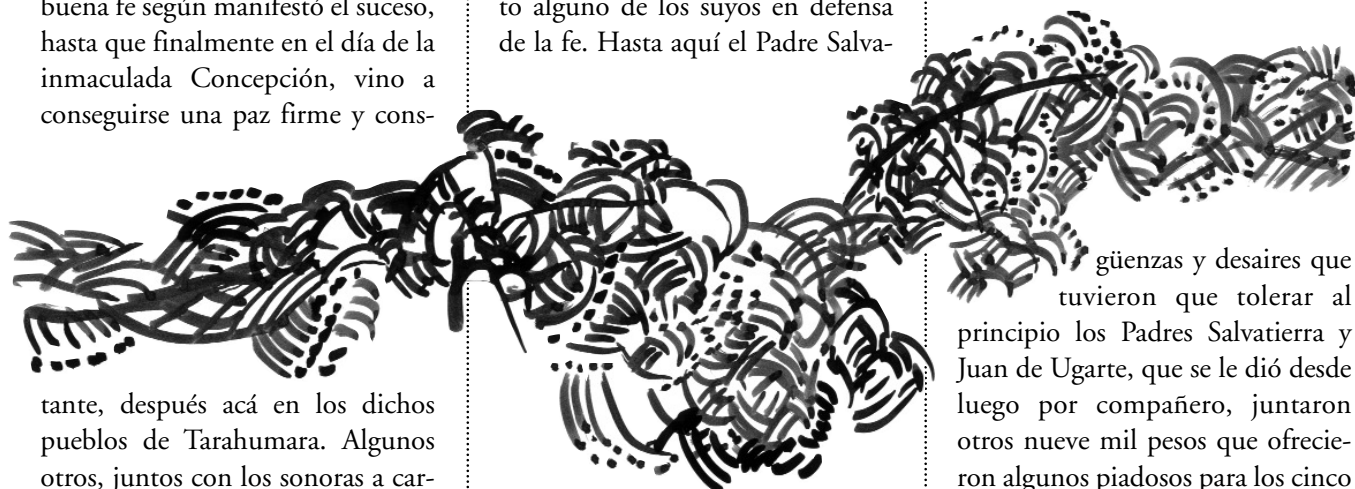 buena fe según manifestó el suceso,
hasta que finalmente en el día de la
inmaculada Concepción, vino a
conseguirse una paz firme y cons-
tante, después acá en los dichos
pueblos de Tarahumara. Algunos
otros, juntos con los sonoras a car-
to alguno de los suyos en defensa
de la fe. Hasta aquí el Padre Salva-
güenzas y desaires que
tuvieron que tolerar al
principio los Padres Salvatierra y
Juan de Ugarte, que se le dió desde
luego por compañero, juntaron
otros nueve mil pesos que ofrecie-
ron algunos piadosos para los cinco